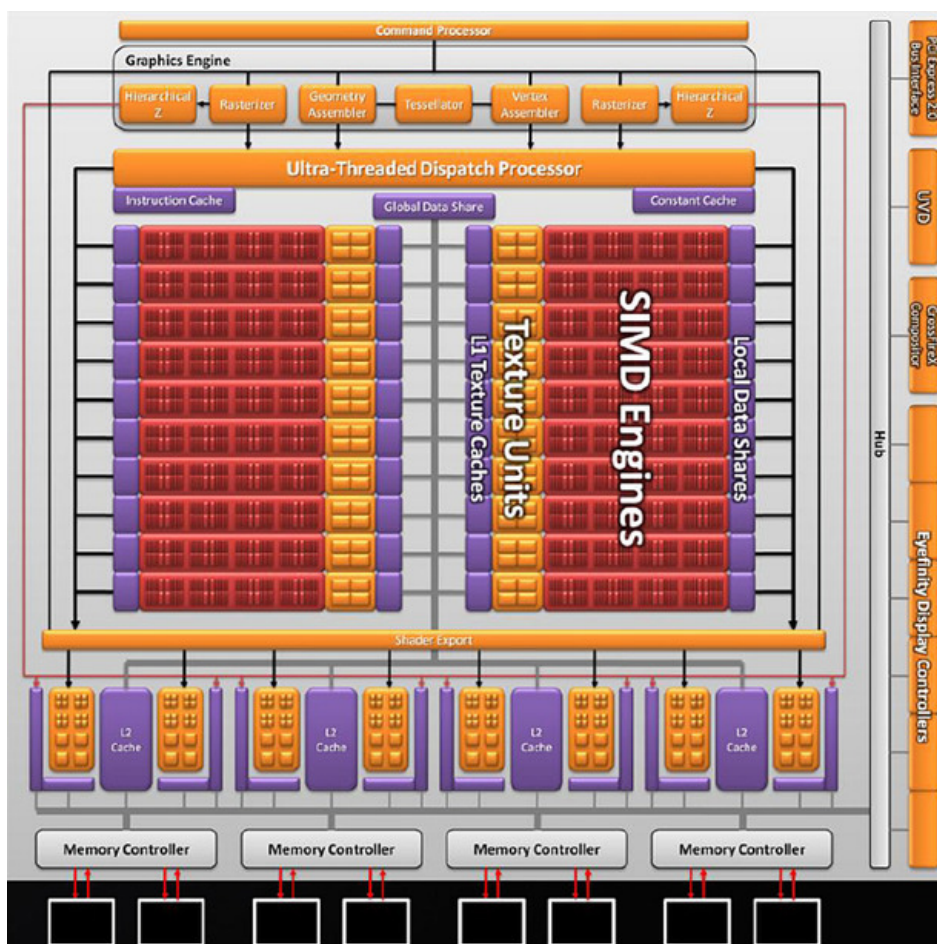 Command Processor
Graphics Engine
Hierarchical
Z
Rasterizer
Geometry
Assembler
Tessellator
Vertex
Assembler
Rasterizer
Hierarchical
Z
Ultra-Threaded Dispatch Processor
Instruction Cache
Global Data Share
Constant Cache
L1 Texture Caches
Texture Units
SIMD Engines
Local Data Shares
Shader Export
L2
Cache
L2
Cache
L2
Cache
L2
Cache
Memory Controller
Memory Controller
Memory Controller
Memory Controller
Hub
PCI Express 2.0
Bus Interface
UVD
CrossFireX
Compositor
Eyefinity Display Controllers